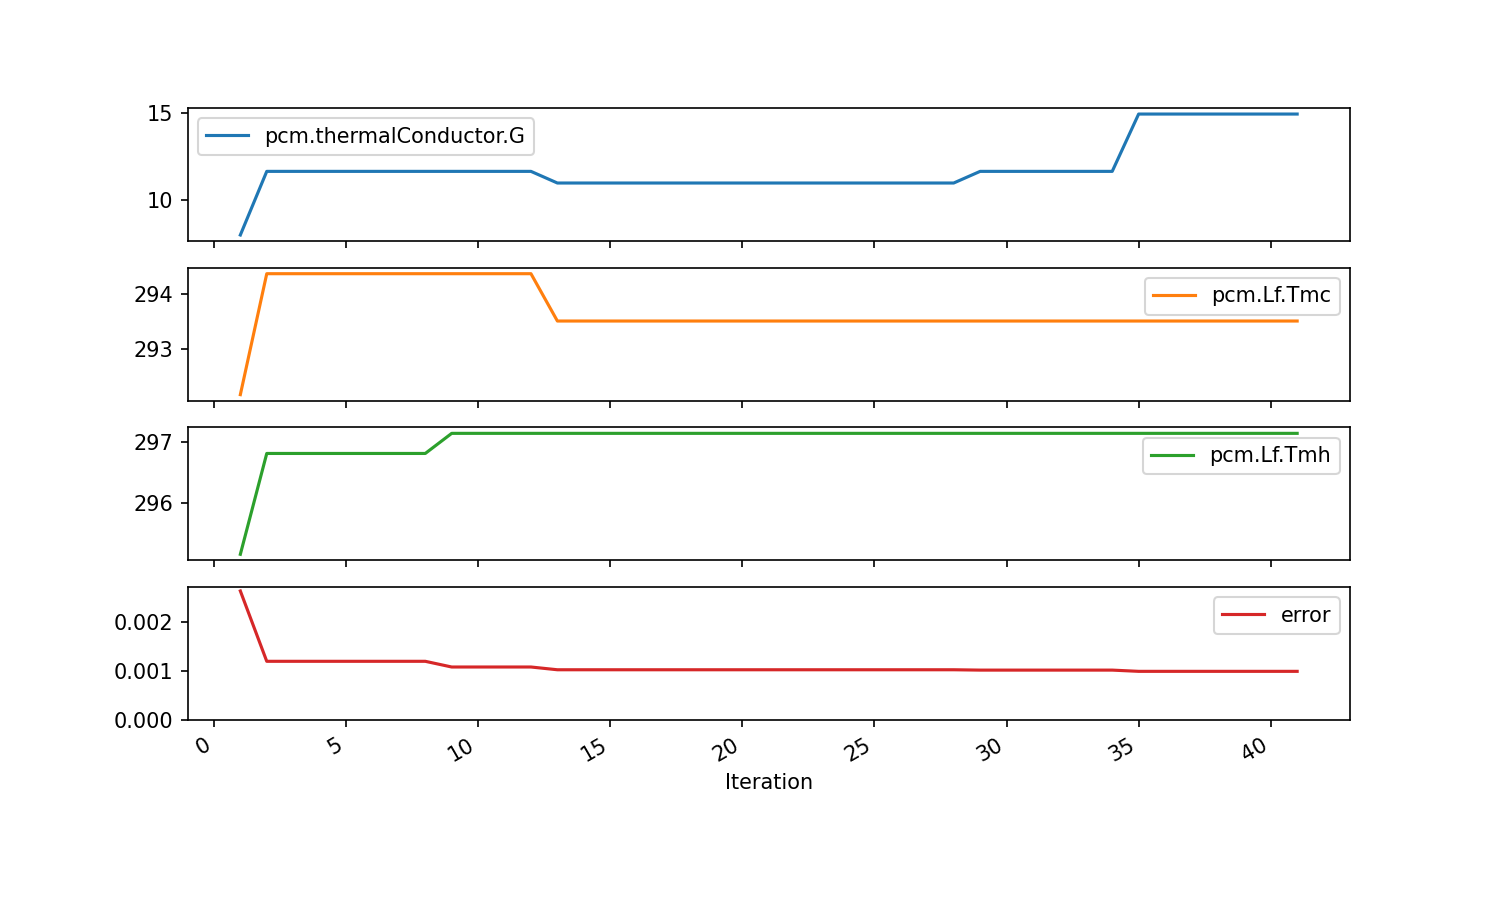 15
10
pcm.thermalConductor.G
294
293
pcm.Lf.Tmc
297
296
pcm.Lf.Tmh
0.002
0.001
0.000
error
0 5 10 15 20 25 30 35 40
Iteration